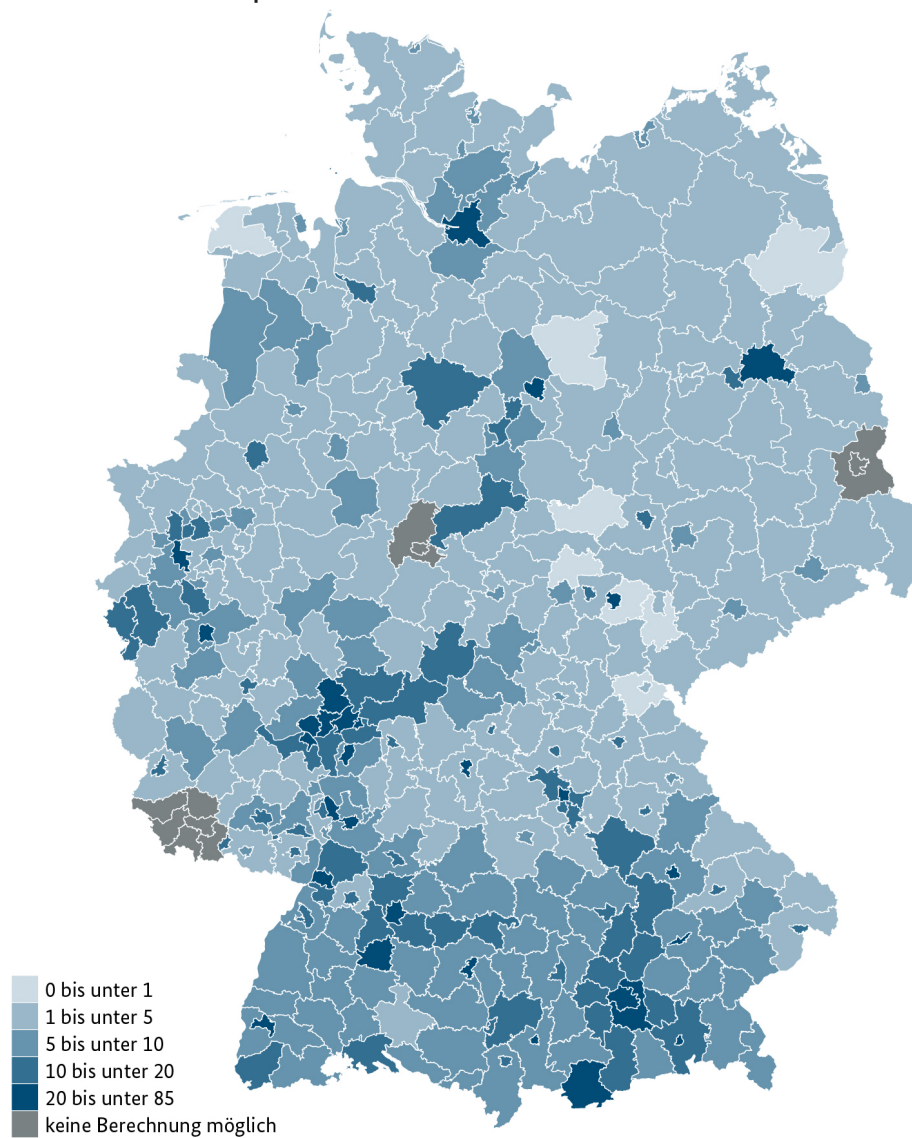 0 bis unter 1
1 bis unter 5
5 bis unter 10
10 bis unter 20
20 bis unter 85
keine Berechnung möglich